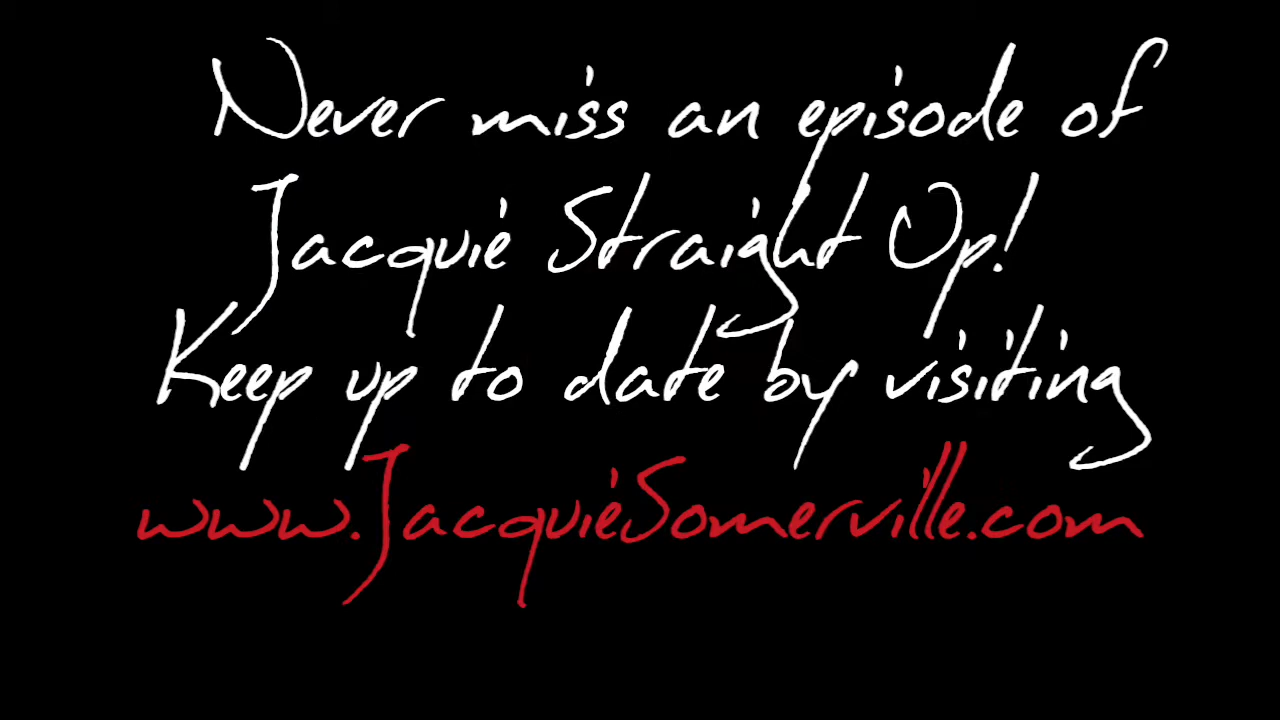 Never miss an episode of
Jacquie Straight Up!
Keep up to date by visiting
www.JacquieSomerville.com